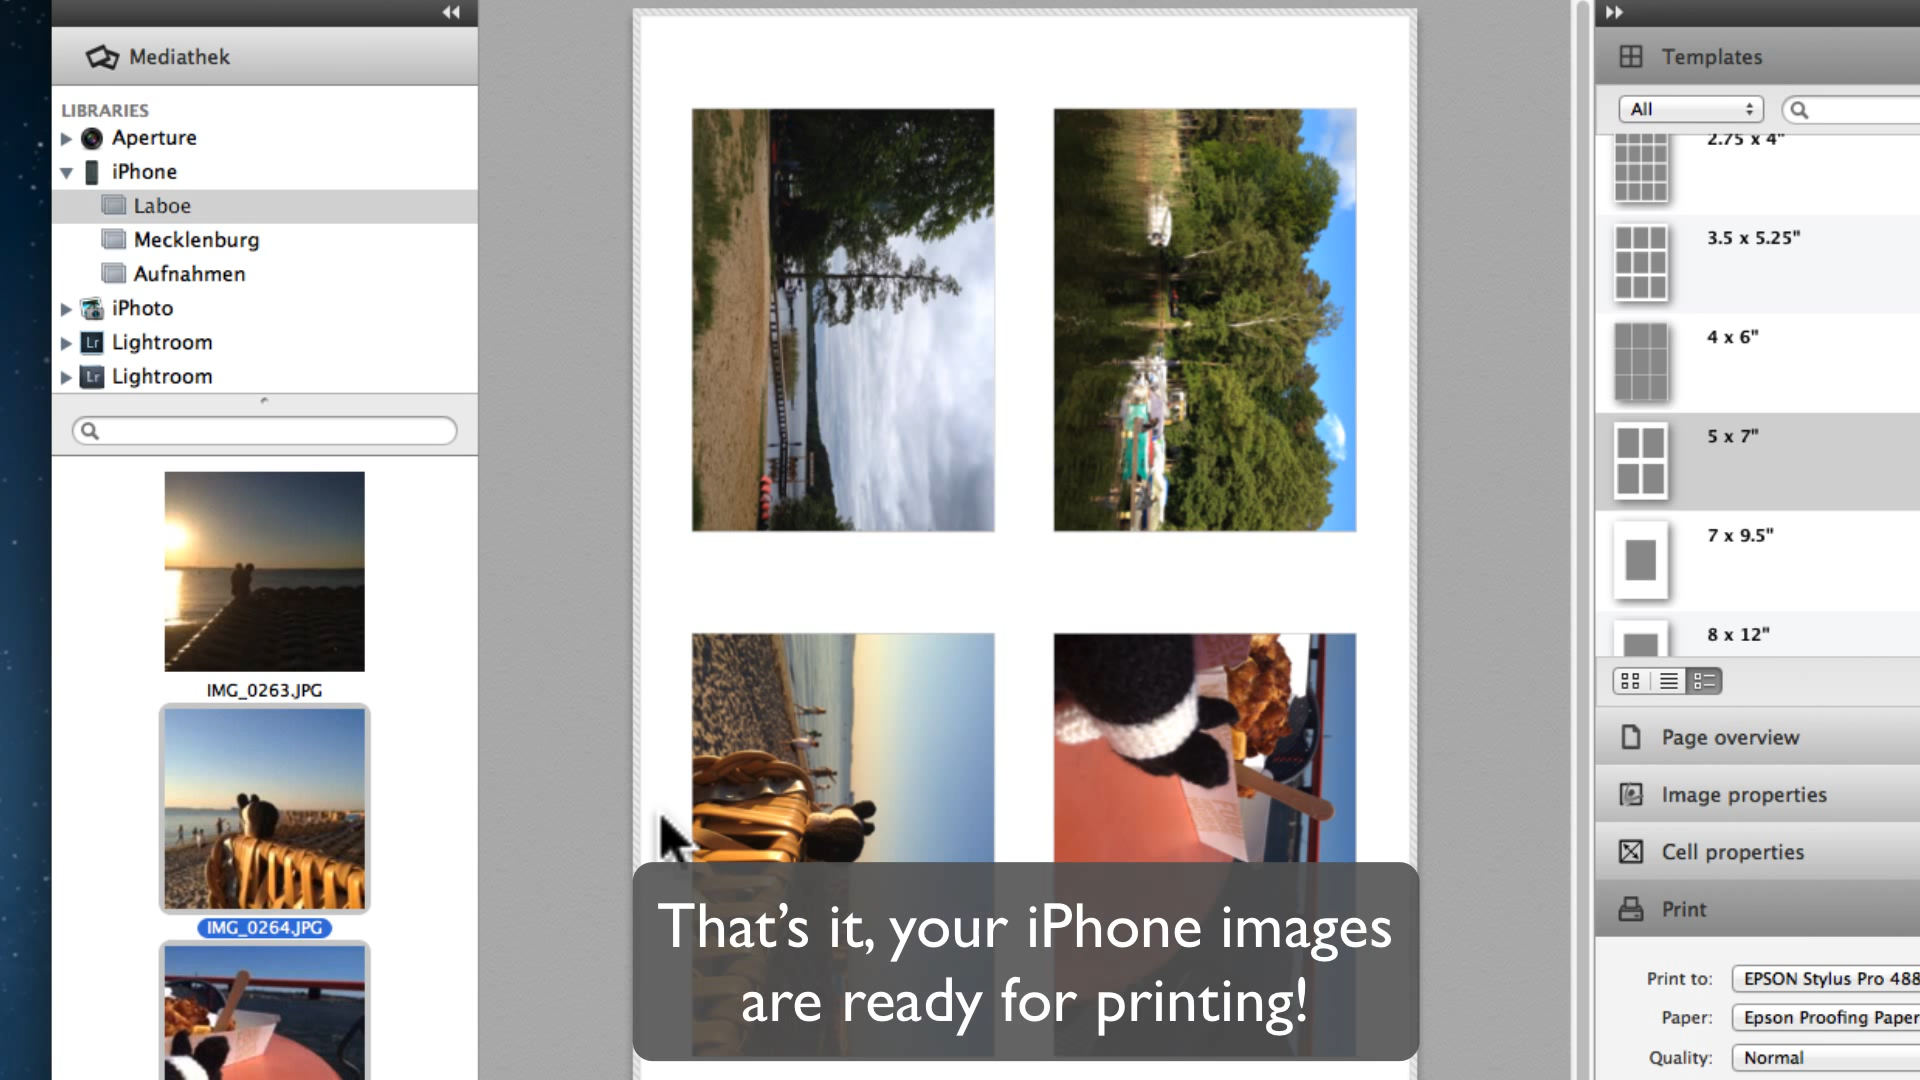 Mediathek
LIBRARIES
Aperture
iPhone
Laboe
Mecklenburg
Aufnahmen
iPhoto
Lr Lightroom
Lr Lightroom
IMG_0263.JPG
IMG_0264.JPG
That's it, your iPhone images
are ready for printing!
Templates
All
2.75 x 4"
3.5 x 5.25"
4 x 6"
5 x 7"
7 x 9.5"
8 x 12"
Page overview
Image properties
Cell properties
Print
Print to: EPSON Stylus Pro 488
Paper: Epson Proofing Paper
Quality: Normal